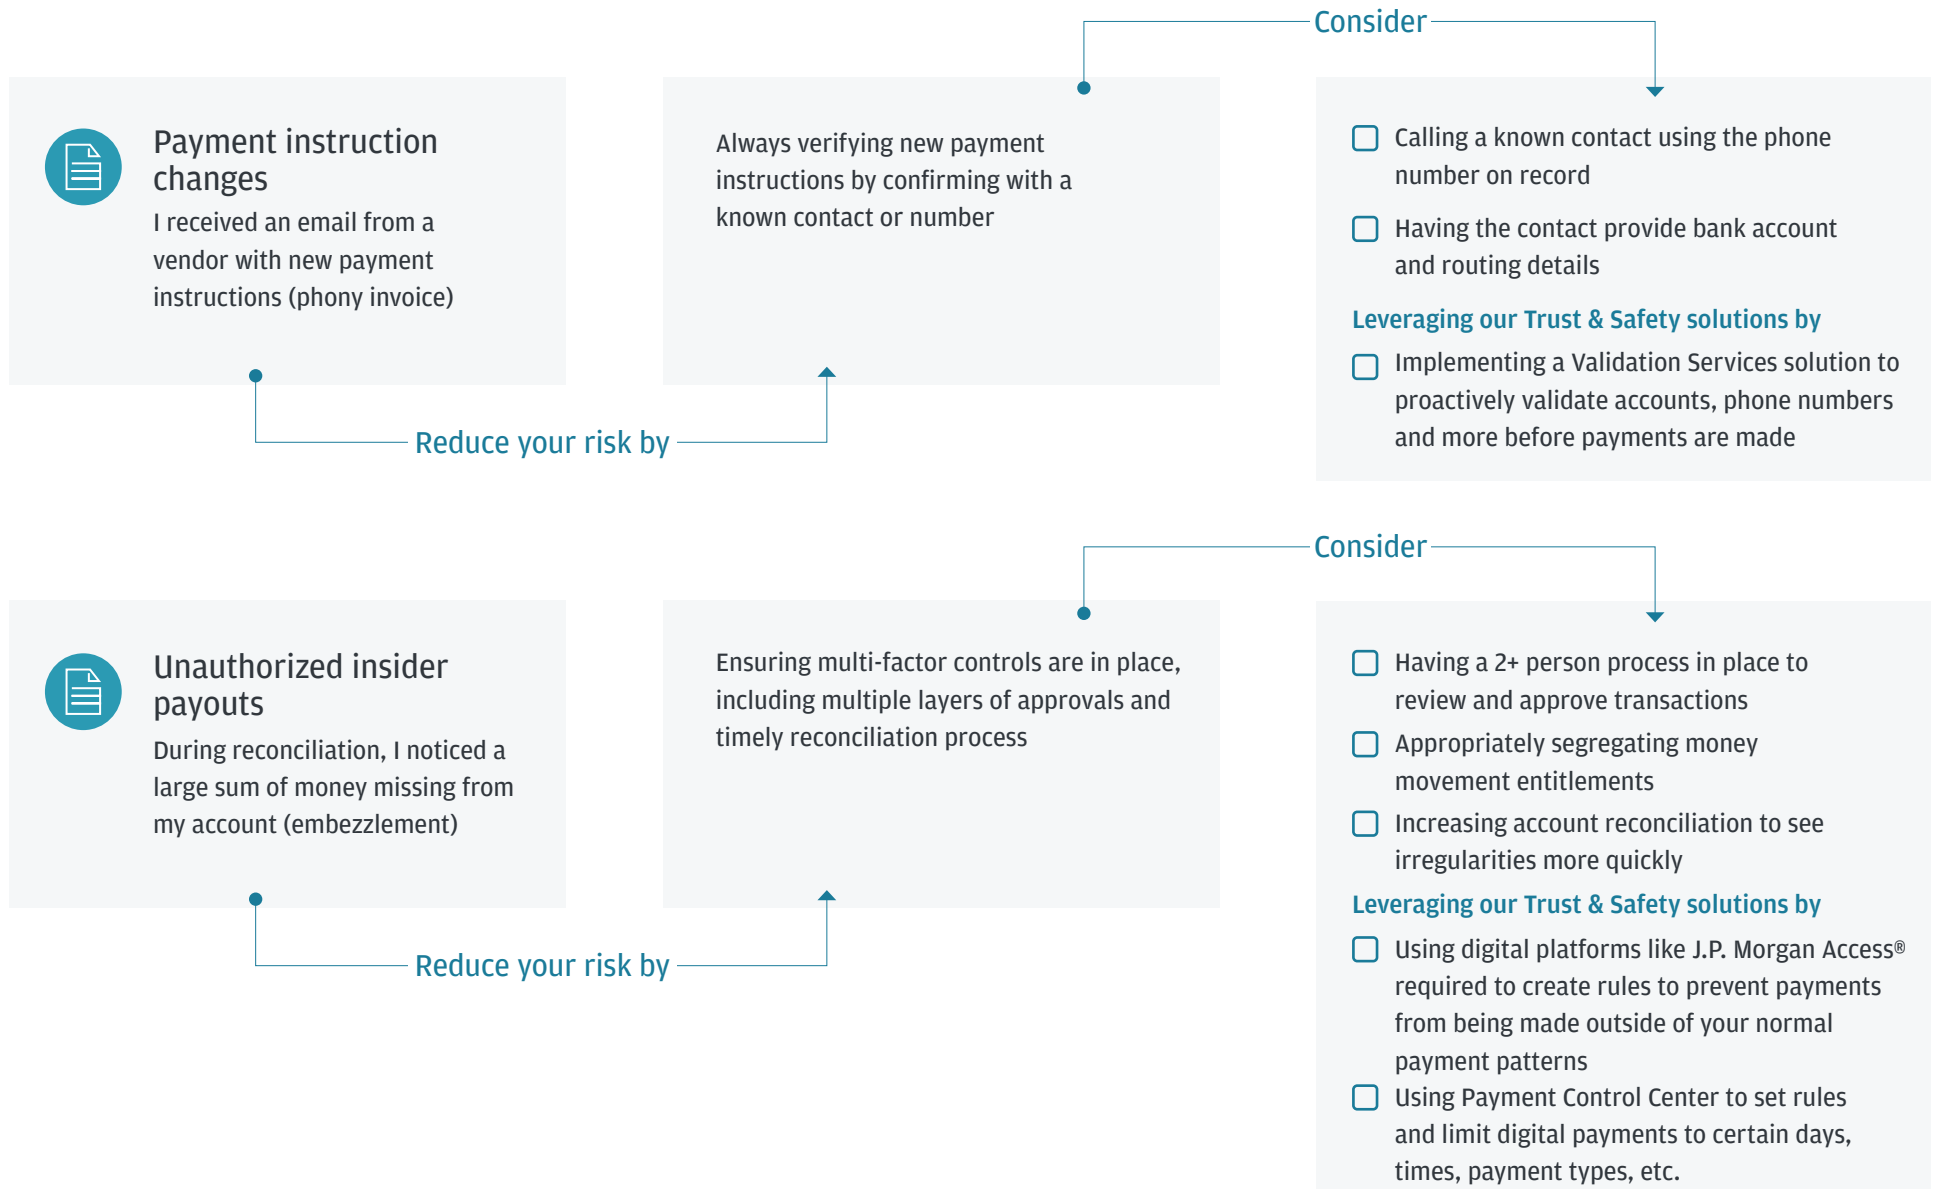 Consider
Payment instruction
changes
I received an email from a
vendor with new payment
instructions (phony invoice)
Reduce your risk by
Always verifying new payment
instructions by confirming with a
known contact or number
Calling a known contact using the phone
number on record
Having the contact provide bank account
and routing details
Leveraging our Trust & Safety solutions by
Implementing a Validation Services solution to
proactively validate accounts, phone numbers
and more before payments are made
Consider
Unauthorized insider
payouts
During reconciliation, I noticed a
large sum of money missing from
my account (embezzlement)
Reduce your risk by
Ensuring multi-factor controls are in place,
including multiple layers of approvals and
timely reconciliation process
Having a 2+ person process in place to
review and approve transactions
Appropriately segregating money
movement entitlements
Increasing account reconciliation to see
irregularities more quickly
Leveraging our Trust & Safety solutions by
Using digital platforms like J.P. Morgan Access®
required to create rules to prevent payments
from being made outside of your normal
payment patterns
Using Payment Control Center to set rules
and limit digital payments to certain days,
times, payment types, etc.